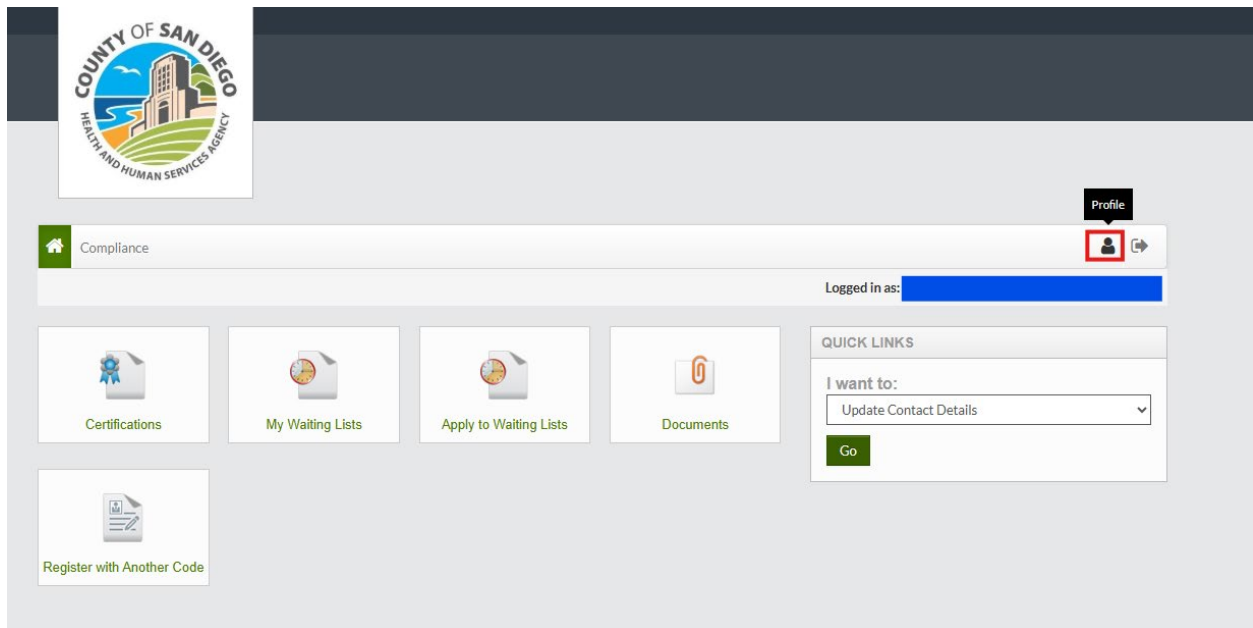 COUNTY OF SAN DIEGO
HEALTH AND HUMAN SERVICES AGENCY
Profile
Compliance
Logged in as:
Certifications
My Waiting Lists
Apply to Waiting Lists
Documents
QUICK LINKS
I want to:
Update Contact Details
Go
Register with Another Code